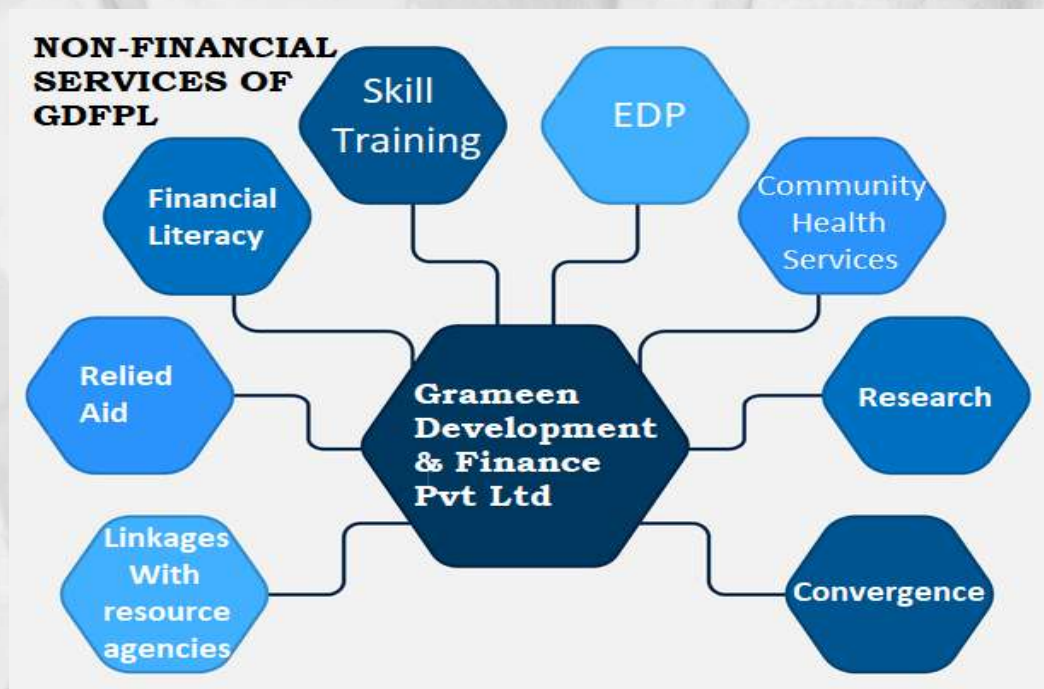 NON-FINANCIAL
SERVICES OF
GDFPL
Skill
Training
EDP
Financial
Literacy
Community
Health
Services
Relied
Aid
Grameen
Development
& Finance
Pvt Ltd
Research
Linkages
With
resource
agencies
Convergence